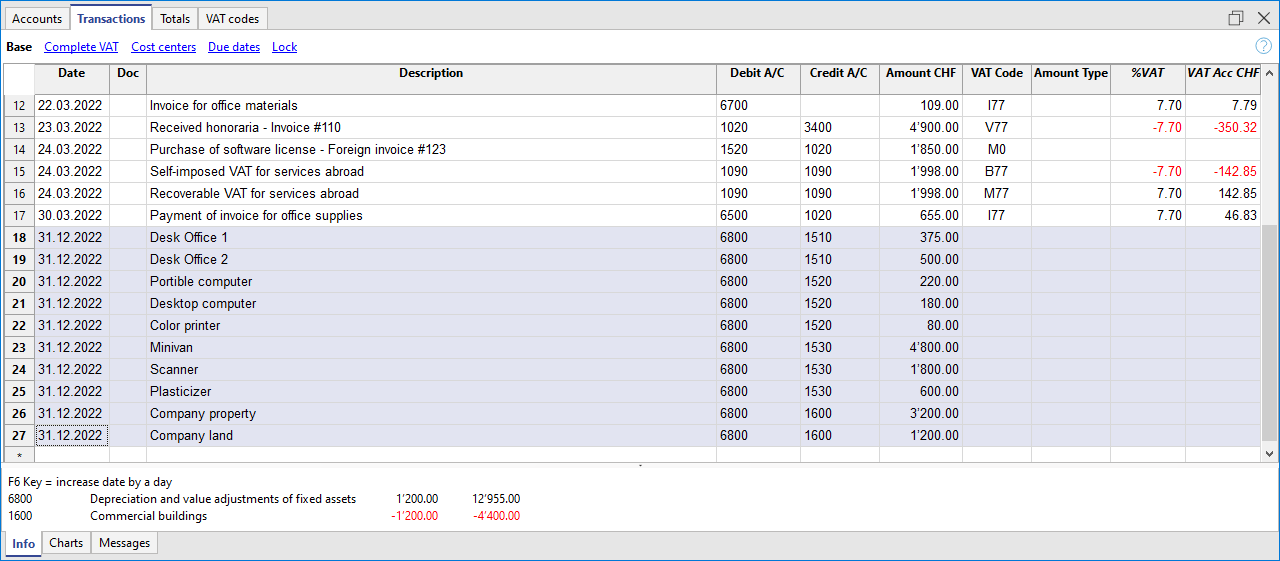 Accounts Transactions Totals VAT codes
Base Complete VAT Cost centers Due dates Lock ?
Date Doc Description Debit A/C Credit A/C Amount CHF VAT Code Amount Type %VAT VAT Acc CHF
12 22.03.2022 Invoice for office materials 6700 109.00 I77 7.70 7.79
13 23.03.2022 Received honoraria - Invoice #110 1020 3400 4'900.00 V77 -7.70 -350.32
14 24.03.2022 Purchase of software license - Foreign invoice #123 1520 1020 1'850.00 M0
15 24.03.2022 Self-imposed VAT for services abroad 1090 1090 1'998.00 B77 -7.70 -142.85
16 24.03.2022 Recoverable VAT for services abroad 1090 1090 1'998.00 M77 7.70 142.85
17 30.03.2022 Payment of invoice for office supplies 6500 1020 655.00 I77 7.70 46.83
18 31.12.2022 Desk Office 1 6800 1510 375.00
19 31.12.2022 Desk Office 2 6800 1510 500.00
20 31.12.2022 Portible computer 6800 1520 220.00
21 31.12.2022 Desktop computer 6800 1520 180.00
22 31.12.2022 Color printer 6800 1520 80.00
23 31.12.2022 Minivan 6800 1530 4'800.00
24 31.12.2022 Scanner 6800 1530 1'800.00
25 31.12.2022 Plasticizer 6800 1530 600.00
26 31.12.2022 Company property 6800 1600 3'200.00
27 31.12.2022 Company land 6800 1600 1'200.00
*
F6 Key = increase date by a day
6800 Depreciation and value adjustments of fixed assets 1'200.00 12'955.00
1600 Commercial buildings -1'200.00 -4'400.00
Info Charts Messages